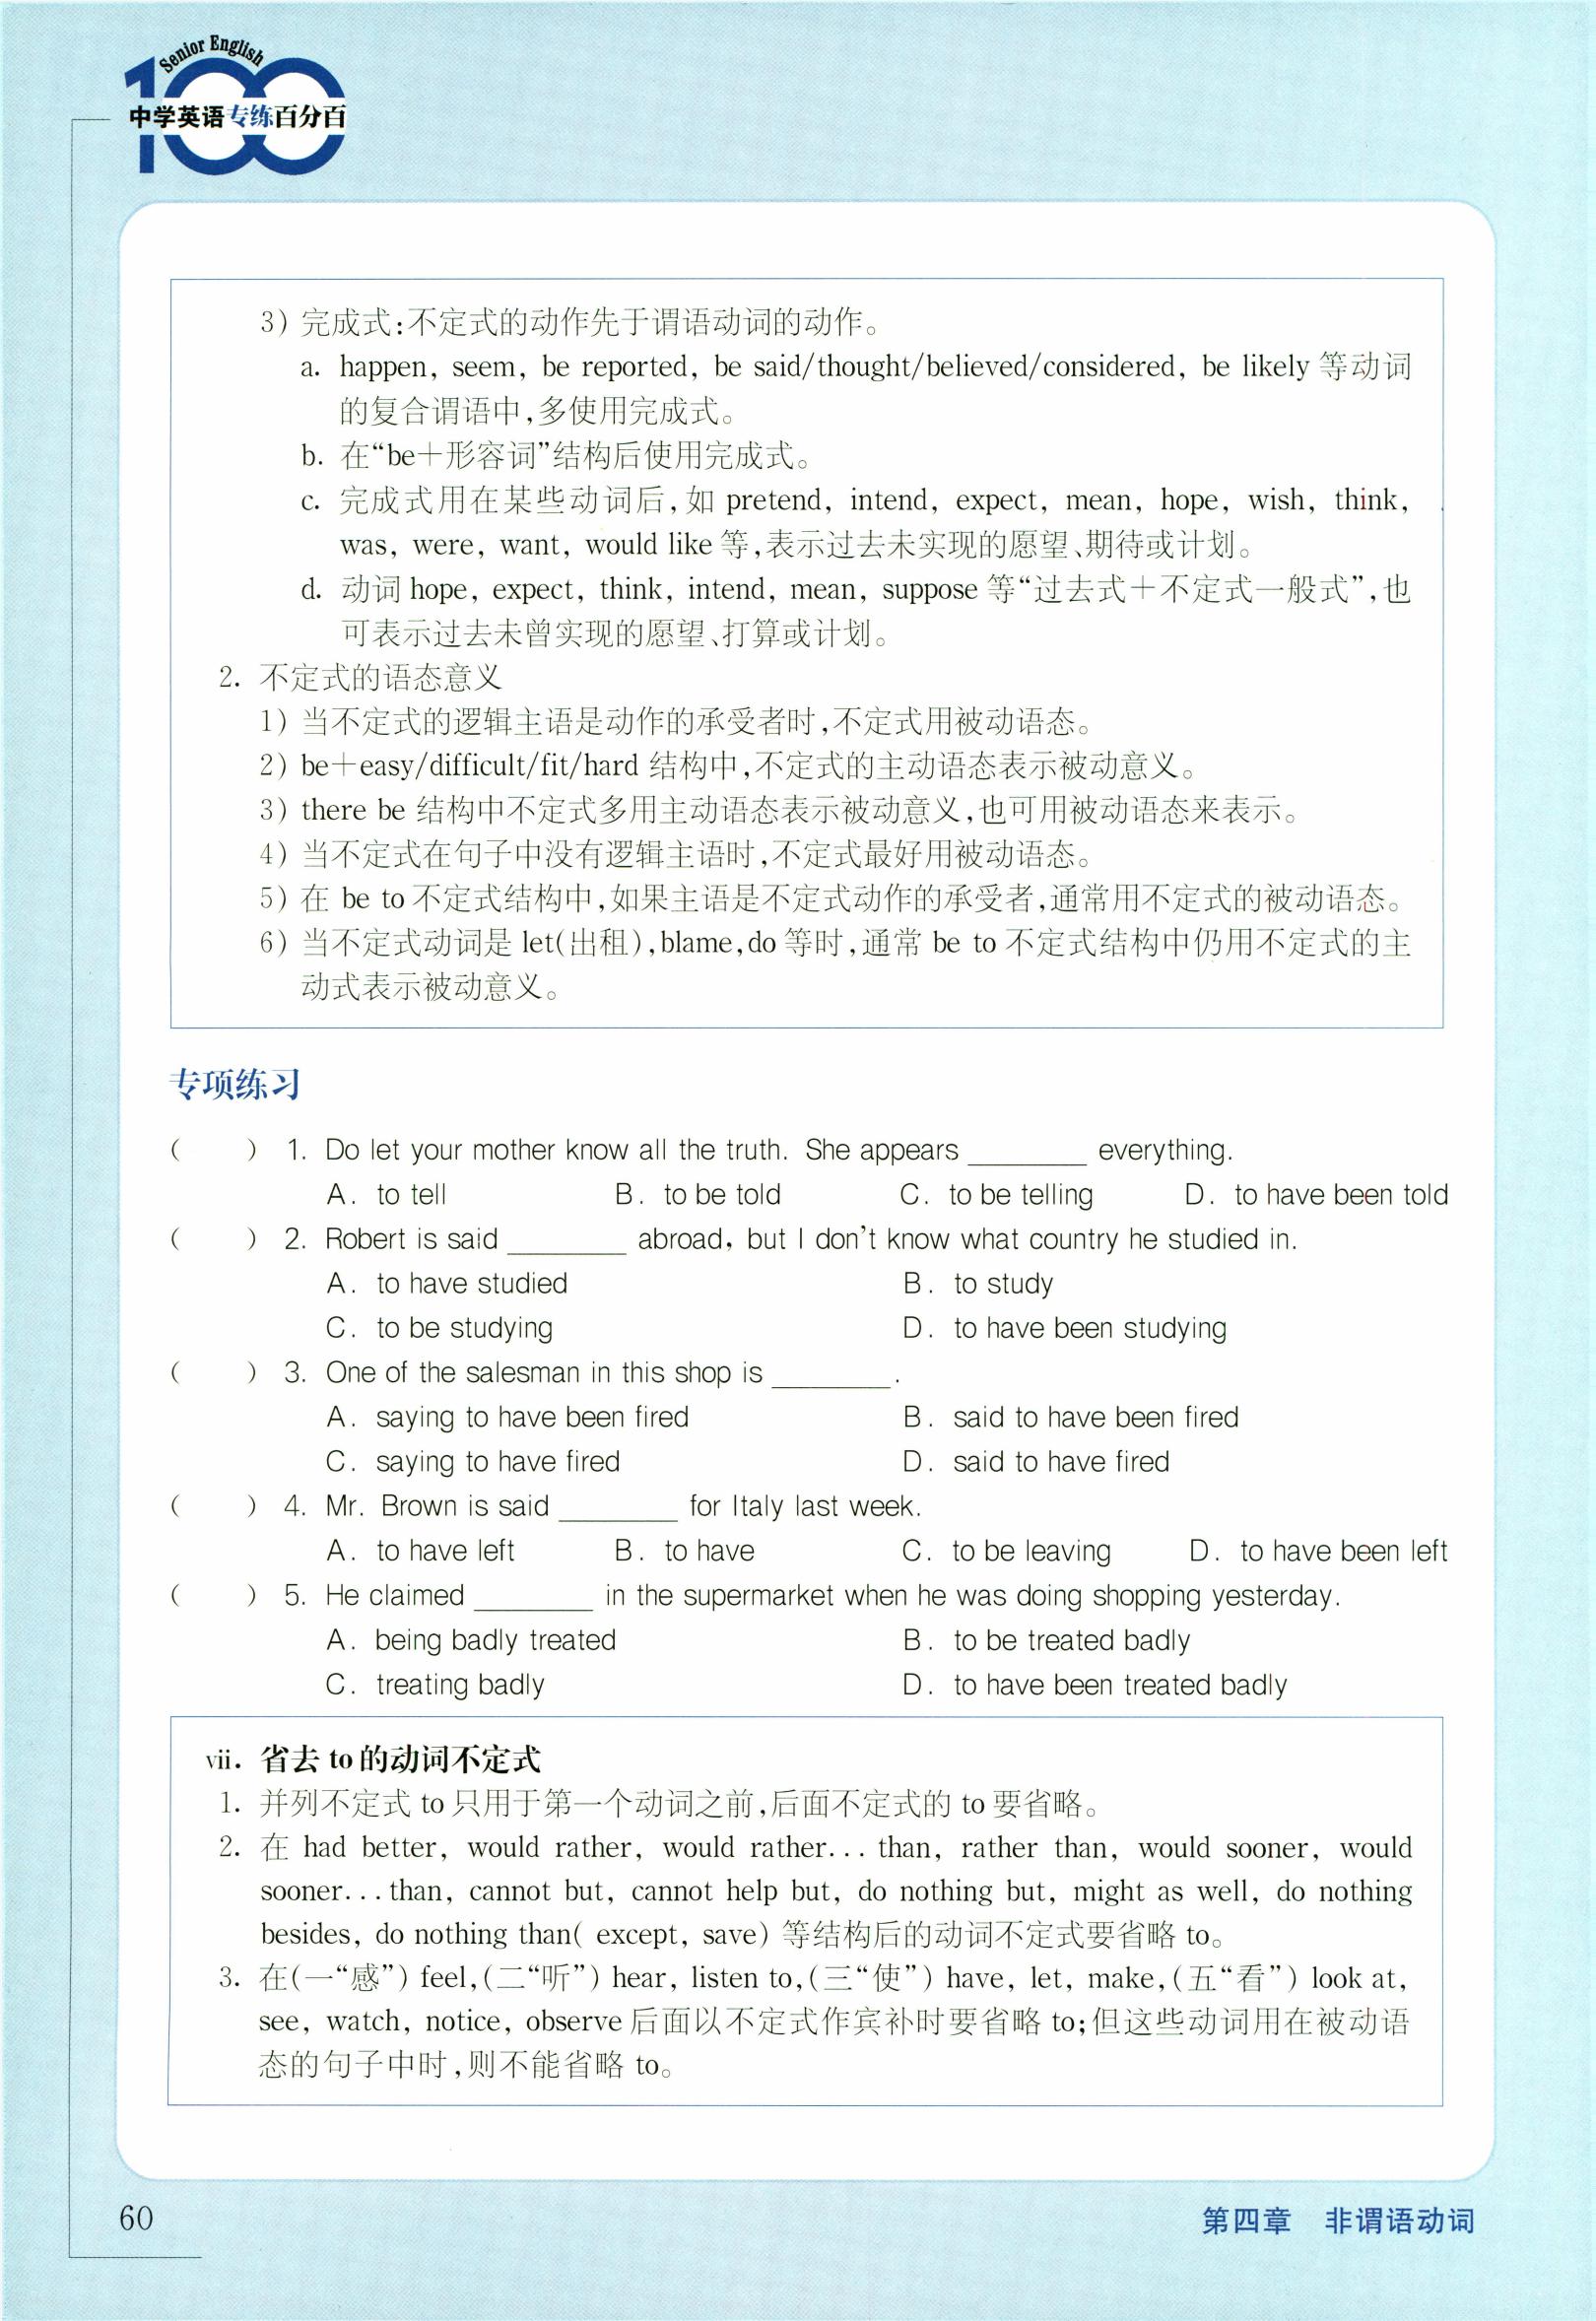 Senior English
100
中学英语专练百分百
3) 完成式:不定式的动作先于谓语动词的动作。
a. happen, seem, be reported, be said/thought/believed/considered, be likely 等动词
的复合谓语中,多使用完成式。
b. 在“be+形容词”结构后使用完成式。
c. 完成式用在某些动词后,如 pretend, intend, expect, mean, hope, wish, think,
was, were, want, would like 等,表示过去未实现的愿望、期待或计划。
d. 动词 hope, expect, think, intend, mean, suppose 等“过去式+不定式一般式”,也
可表示过去未曾实现的愿望、打算或计划。
2. 不定式的语态意义
1) 当不定式的逻辑主语是动作的承受者时,不定式用被动语态。
2) be+easy/difficult/fit/hard 结构中,不定式的主动语态表示被动意义。
3) there be 结构中不定式多用主动语态表示被动意义,也可用被动语态来表示。
4) 当不定式在句子中没有逻辑主语时,不定式最好用被动语态。
5) 在 be to 不定式结构中,如果主语是不定式动作的承受者,通常用不定式的被动语态。
6) 当不定式动词是 let(出租),blame,do 等时,通常 be to 不定式结构中仍用不定式的主
动式表示被动意义。
专项练习
( ) 1. Do let your mother know all the truth. She appears ________ everything.
A. to tell B. to be told C. to be telling D. to have been told
( ) 2. Robert is said ________ abroad, but I don't know what country he studied in.
A. to have studied B. to study
C. to be studying D. to have been studying
( ) 3. One of the salesman in this shop is ________.
A. saying to have been fired B. said to have been fired
C. saying to have fired D. said to have fired
( ) 4. Mr. Brown is said ________ for Italy last week.
A. to have left B. to have C. to be leaving D. to have been left
( ) 5. He claimed ________ in the supermarket when he was doing shopping yesterday.
A. being badly treated B. to be treated badly
C. treating badly D. to have been treated badly
vii. 省去 to 的动词不定式
1. 并列不定式 to 只用于第一个动词之前,后面不定式的 to 要省略。
2. 在 had better, would rather, would rather... than, rather than, would sooner, would
sooner...than, cannot but, cannot help but, do nothing but, might as well, do nothing
besides, do nothing than( except, save) 等结构后的动词不定式要省略 to。
3. 在(一“感”) feel,(二“听”) hear, listen to,(三“使”) have, let, make,(五“看”) look at,
see, watch, notice, observe 后面以不定式作宾补时要省略 to;但这些动词用在被动语
态的句子中时,则不能省略 to。
60
第四章 非谓语动词